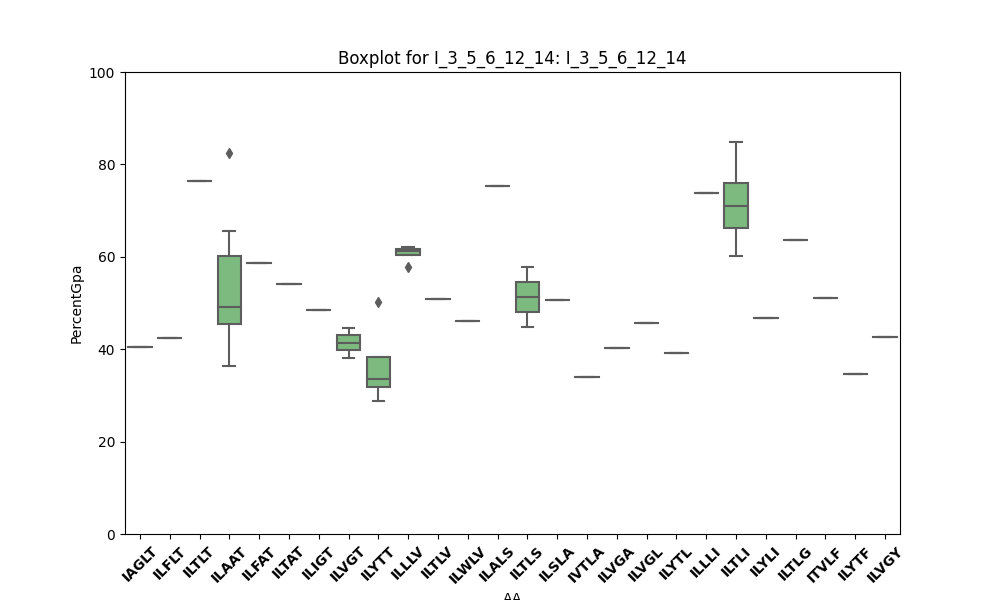 Boxplot for I_3_5_6_12_14: I_3_5_6_12_14
100
80
60
40
20
0
PercentGpa
IAGLT ILFLT ILTLT ILAAT ILFAT ILTAT ILIGT ILVGT ILYTT ILLLV ILTLV ILWLV ILALS ILTLS ILSLA IVTLA ILVGA ILVGL ILYTL ILLLI ILTLI ILYLI ILTLG ITVLF ILYTF ILVGY
AA